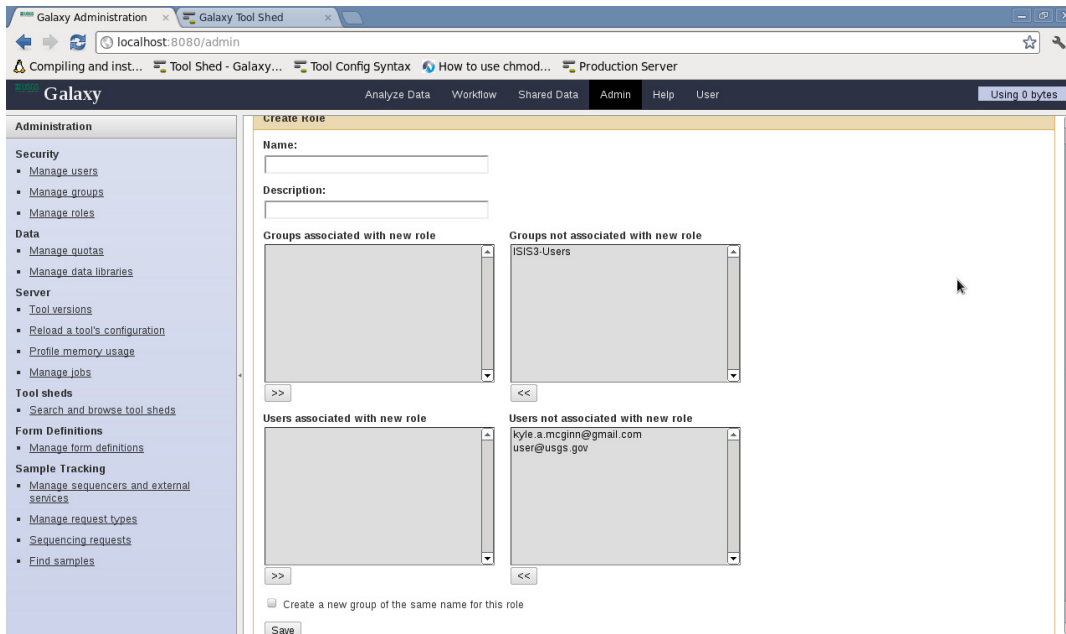 Galaxy Administration
Galaxy Tool Shed
localhost:8080/admin
Compiling and inst...
Tool Shed - Galaxy...
Tool Config Syntax
How to use chmod...
Production Server
USGS Galaxy
Analyze Data
Workflow
Shared Data
Admin
Help
User
Using 0 bytes
Administration
Security
Manage users
Manage groups
Manage roles
Data
Manage quotas
Manage data libraries
Server
Tool versions
Reload a tool's configuration
Profile memory usage
Manage jobs
Tool sheds
Search and browse tool sheds
Form Definitions
Manage form definitions
Sample Tracking
Manage sequencers and external
services
Manage request types
Sequencing requests
Find samples
Create Role
Name:
Description:
Groups associated with new role
Groups not associated with new role
ISIS3-Users
>>
<<
Users associated with new role
Users not associated with new role
kyle.a.mcginn@gmail.com
user@usgs.gov
>>
<<
Create a new group of the same name for this role
Save